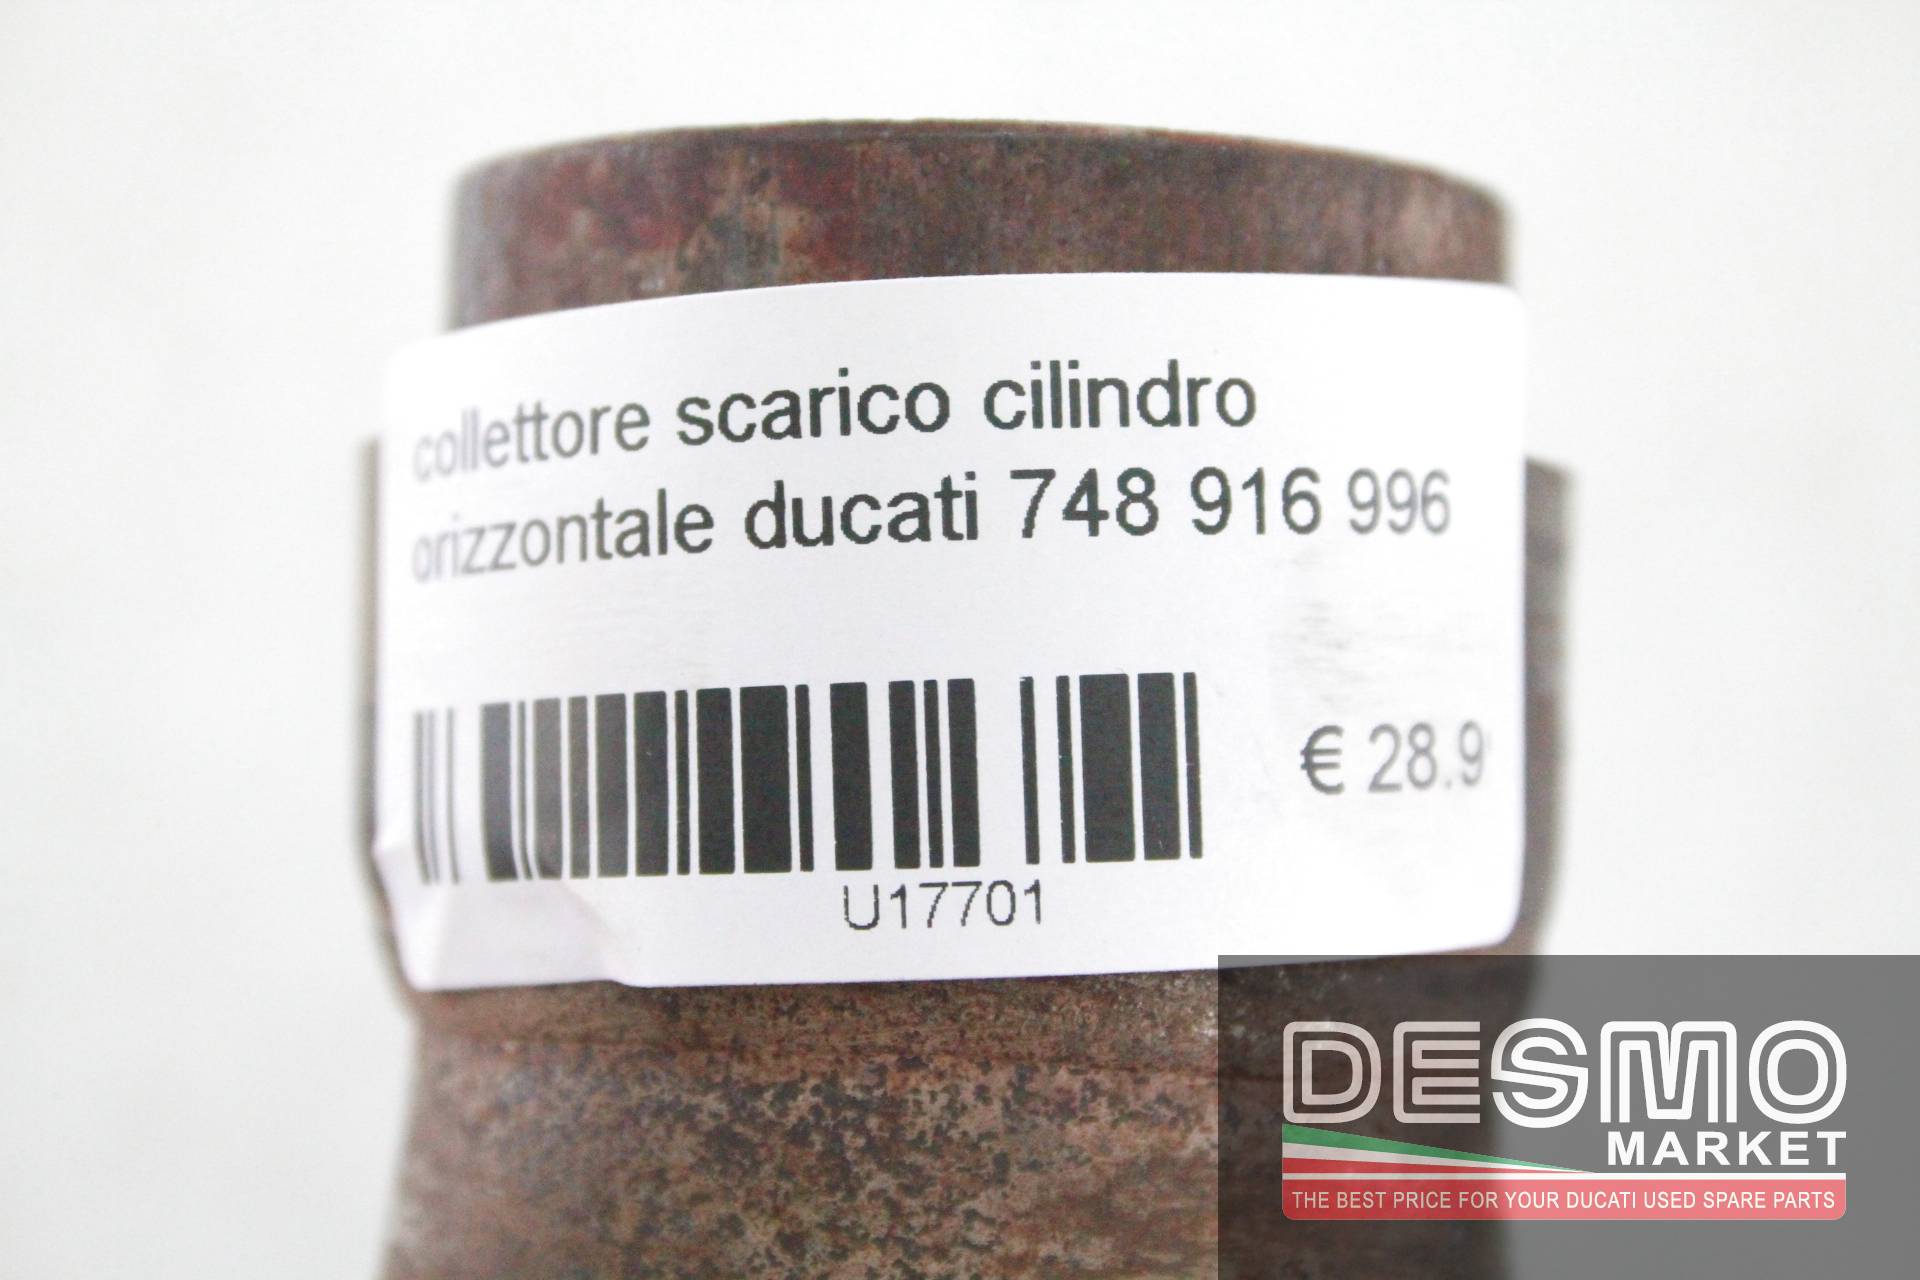 collettore scarico cilindro
orizzontale ducati 748 916 996
€ 28.9
U17701
DESMO
MARKET
THE BEST PRICE FOR YOUR DUCATI USED SPARE PARTS